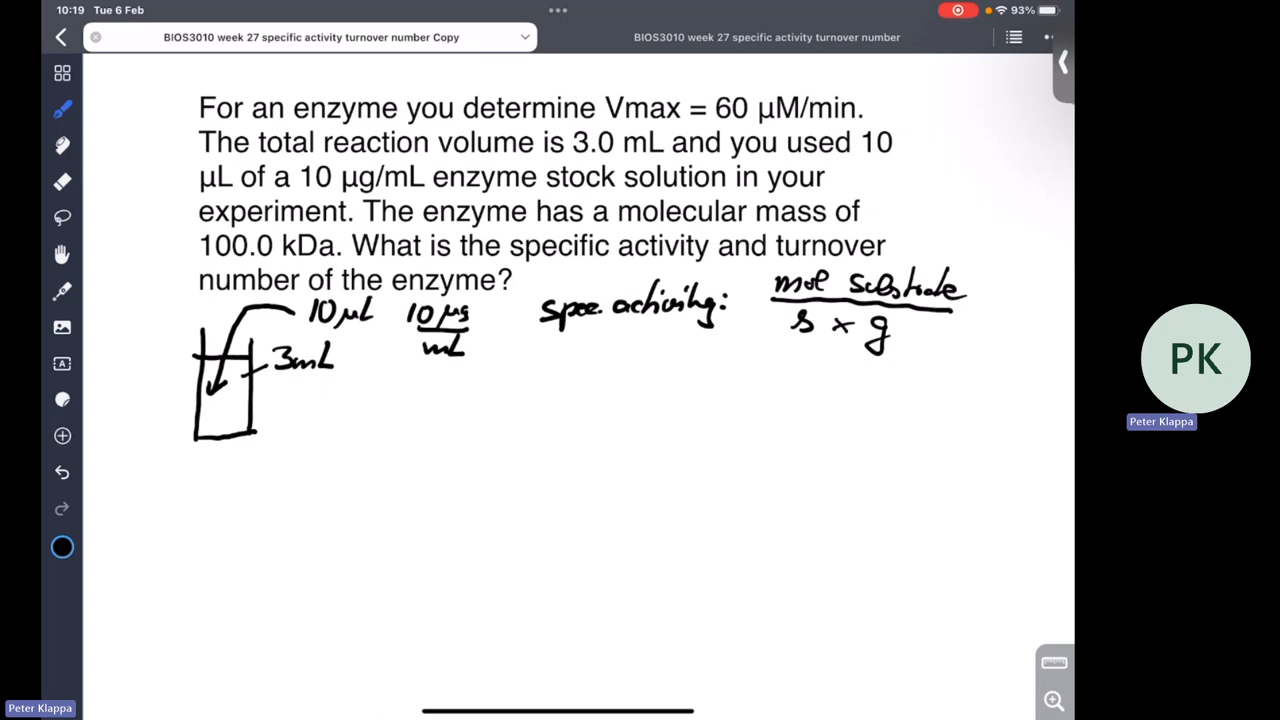 10:19 Tue 6 Feb
93%
BIOS3010 week 27 specific activity turnover number Copy
BIOS3010 week 27 specific activity turnover number
For an enzyme you determine Vmax = 60 µM/min.
The total reaction volume is 3.0 mL and you used 10
µL of a 10 µg/mL enzyme stock solution in your
experiment. The enzyme has a molecular mass of
100.0 kDa. What is the specific activity and turnover
number of the enzyme?
10 µL 10 µg/mL
3mL
spec. activity: mol substrate / s × g
PK
Peter Klappa
Peter Klappa